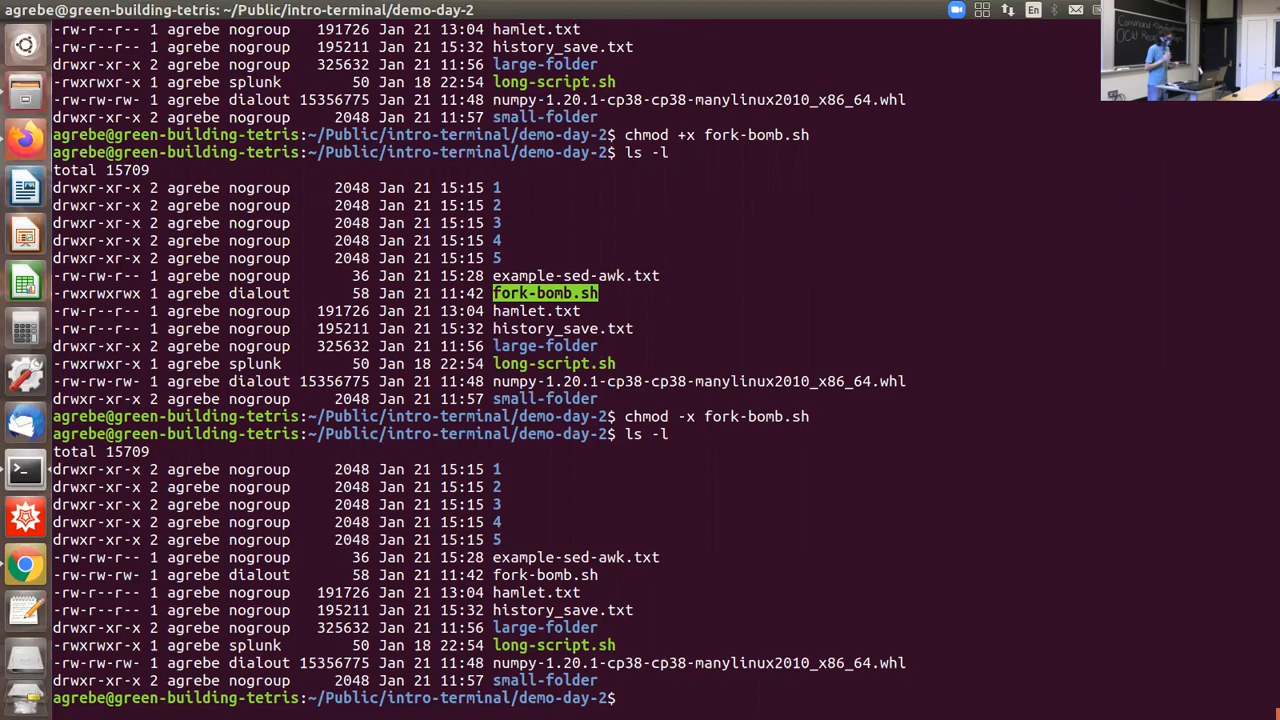 agrebe@green-building-tetris: ~/Public/intro-terminal/demo-day-2
En
Command
OCW
-rw-r--r-- 1 agrebe nogroup 191726 Jan 21 13:04 hamlet.txt
-rw-r--r-- 1 agrebe nogroup 195211 Jan 21 15:32 history_save.txt
drwxr-xr-x 2 agrebe nogroup 325632 Jan 21 11:56 large-folder
-rwxrwxr-x 1 agrebe splunk 50 Jan 18 22:54 long-script.sh
-rw-rw-rw- 1 agrebe dialout 15356775 Jan 21 11:48 numpy-1.20.1-cp38-cp38-manylinux2010_x86_64.whl
drwxr-xr-x 2 agrebe nogroup 2048 Jan 21 11:57 small-folder
agrebe@green-building-tetris:~/Public/intro-terminal/demo-day-2$ chmod +x fork-bomb.sh
agrebe@green-building-tetris:~/Public/intro-terminal/demo-day-2$ ls -l
total 15709
drwxr-xr-x 2 agrebe nogroup 2048 Jan 21 15:15 1
drwxr-xr-x 2 agrebe nogroup 2048 Jan 21 15:15 2
drwxr-xr-x 2 agrebe nogroup 2048 Jan 21 15:15 3
drwxr-xr-x 2 agrebe nogroup 2048 Jan 21 15:15 4
drwxr-xr-x 2 agrebe nogroup 2048 Jan 21 15:15 5
-rw-rw-r-- 1 agrebe nogroup 36 Jan 21 15:28 example-sed-awk.txt
-rwxrwxrwx 1 agrebe dialout 58 Jan 21 11:42 fork-bomb.sh
-rw-r--r-- 1 agrebe nogroup 191726 Jan 21 13:04 hamlet.txt
-rw-r--r-- 1 agrebe nogroup 195211 Jan 21 15:32 history_save.txt
drwxr-xr-x 2 agrebe nogroup 325632 Jan 21 11:56 large-folder
-rwxrwxr-x 1 agrebe splunk 50 Jan 18 22:54 long-script.sh
-rw-rw-rw- 1 agrebe dialout 15356775 Jan 21 11:48 numpy-1.20.1-cp38-cp38-manylinux2010_x86_64.whl
drwxr-xr-x 2 agrebe nogroup 2048 Jan 21 11:57 small-folder
agrebe@green-building-tetris:~/Public/intro-terminal/demo-day-2$ chmod -x fork-bomb.sh
agrebe@green-building-tetris:~/Public/intro-terminal/demo-day-2$ ls -l
total 15709
drwxr-xr-x 2 agrebe nogroup 2048 Jan 21 15:15 1
drwxr-xr-x 2 agrebe nogroup 2048 Jan 21 15:15 2
drwxr-xr-x 2 agrebe nogroup 2048 Jan 21 15:15 3
drwxr-xr-x 2 agrebe nogroup 2048 Jan 21 15:15 4
drwxr-xr-x 2 agrebe nogroup 2048 Jan 21 15:15 5
-rw-rw-r-- 1 agrebe nogroup 36 Jan 21 15:28 example-sed-awk.txt
-rw-rw-rw- 1 agrebe dialout 58 Jan 21 11:42 fork-bomb.sh
-rw-r--r-- 1 agrebe nogroup 191726 Jan 21 13:04 hamlet.txt
-rw-r--r-- 1 agrebe nogroup 195211 Jan 21 15:32 history_save.txt
drwxr-xr-x 2 agrebe nogroup 325632 Jan 21 11:56 large-folder
-rwxrwxr-x 1 agrebe splunk 50 Jan 18 22:54 long-script.sh
-rw-rw-rw- 1 agrebe dialout 15356775 Jan 21 11:48 numpy-1.20.1-cp38-cp38-manylinux2010_x86_64.whl
drwxr-xr-x 2 agrebe nogroup 2048 Jan 21 11:57 small-folder
agrebe@green-building-tetris:~/Public/intro-terminal/demo-day-2$